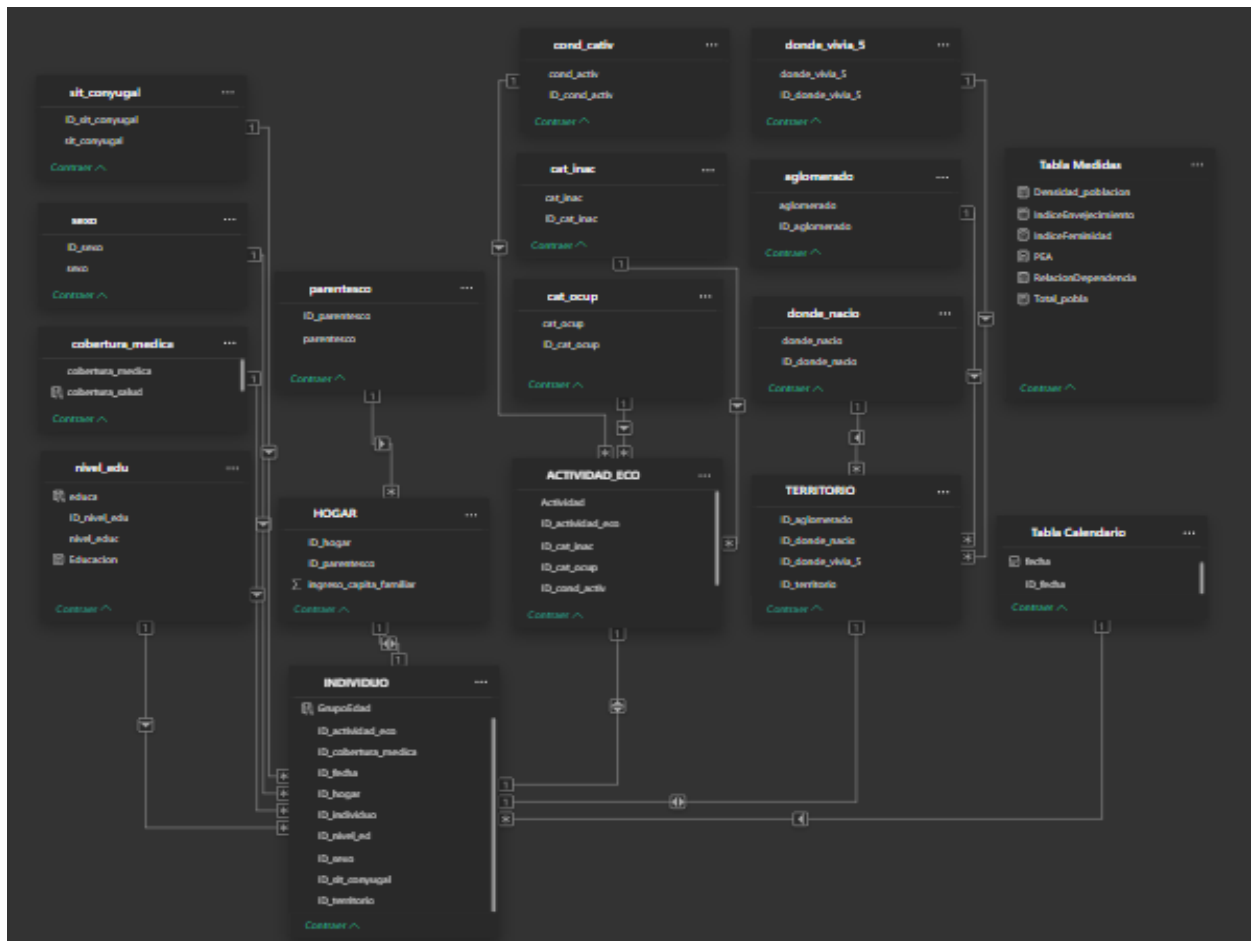 sit_conyugal
ID_sit_conyugal
sit_conyugal
Contraer
sexo
ID_sexo
sexo
Contraer
cobertura_medica
cobertura_medica
cobertura_salud
Contraer
nivel_edu
educa
ID_nivel_edu
nivel_educ
Educacion
Contraer
parentesco
ID_parentesco
parentesco
Contraer
HOGAR
ID_hogar
ID_parentesco
ingreso_capita_familiar
Contraer
INDIVIDUO
GrupoEdad
ID_actividad_eco
ID_cobertura_medica
ID_fecha
ID_hogar
ID_individuo
ID_nivel_ed
ID_sexo
ID_sit_conyugal
ID_territorio
Contraer
cond_cativ
cond_activ
ID_cond_activ
Contraer
cat_inac
cat_inac
ID_cat_inac
Contraer
cat_ocup
cat_ocup
ID_cat_ocup
Contraer
ACTIVIDAD_ECO
Actividad
ID_actividad_eco
ID_cat_inac
ID_cat_ocup
ID_cond_activ
Contraer
donde_vivia_5
donde_vivia_5
ID_donde_vivia_5
Contraer
aglomerado
aglomerado
ID_aglomerado
Contraer
donde_nacio
donde_nacio
ID_donde_nacio
Contraer
TERRITORIO
ID_aglomerado
ID_donde_nacio
ID_donde_vivia_5
ID_territorio
Contraer
Tabla Medidas
Densidad_poblacion
IndiceEnvejecimiento
IndiceFeminidad
PEA
RelacionDependencia
Total_pobla
Contraer
Tabla Calendario
fecha
ID_fecha
Contraer